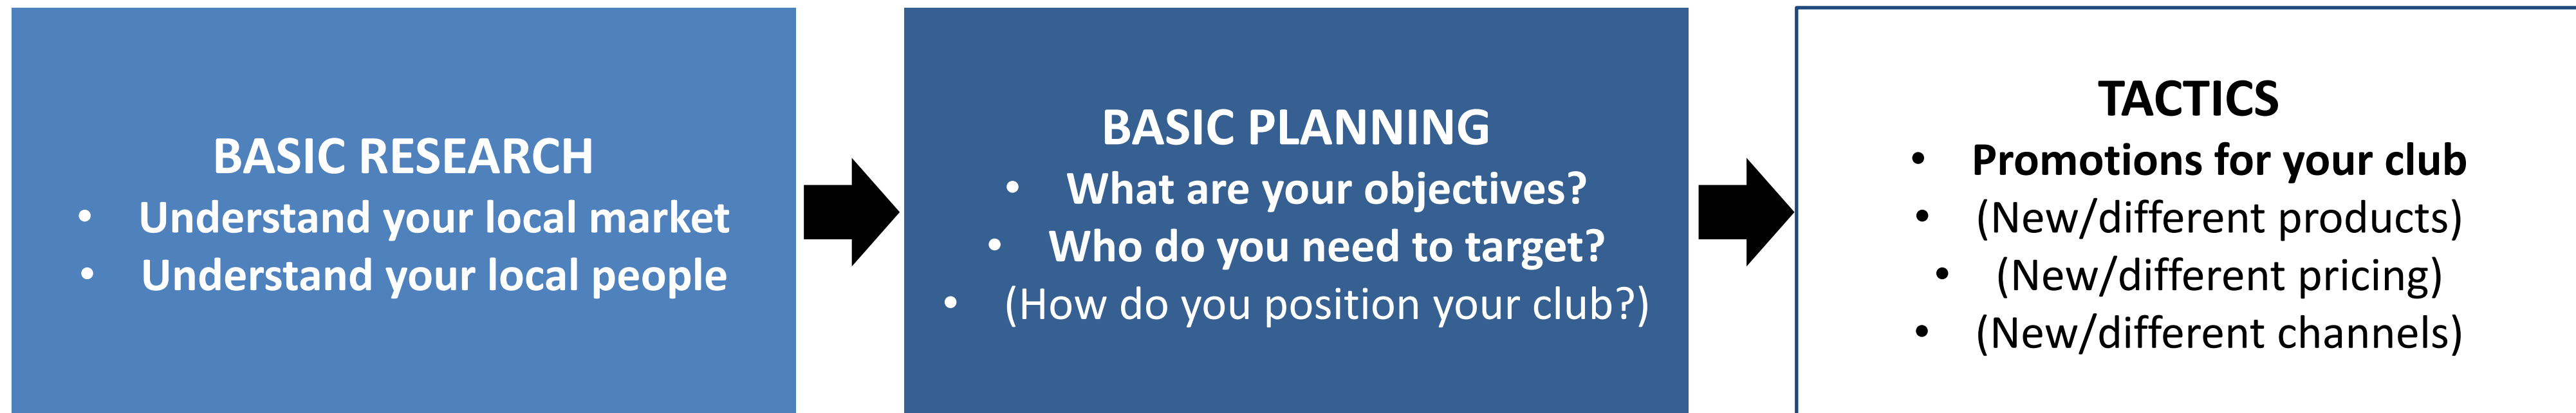 BASIC RESEARCH
• Understand your local market
• Understand your local people
BASIC PLANNING
• What are your objectives?
• Who do you need to target?
• (How do you position your club?)
TACTICS
• Promotions for your club
• (New/different products)
• (New/different pricing)
• (New/different channels)